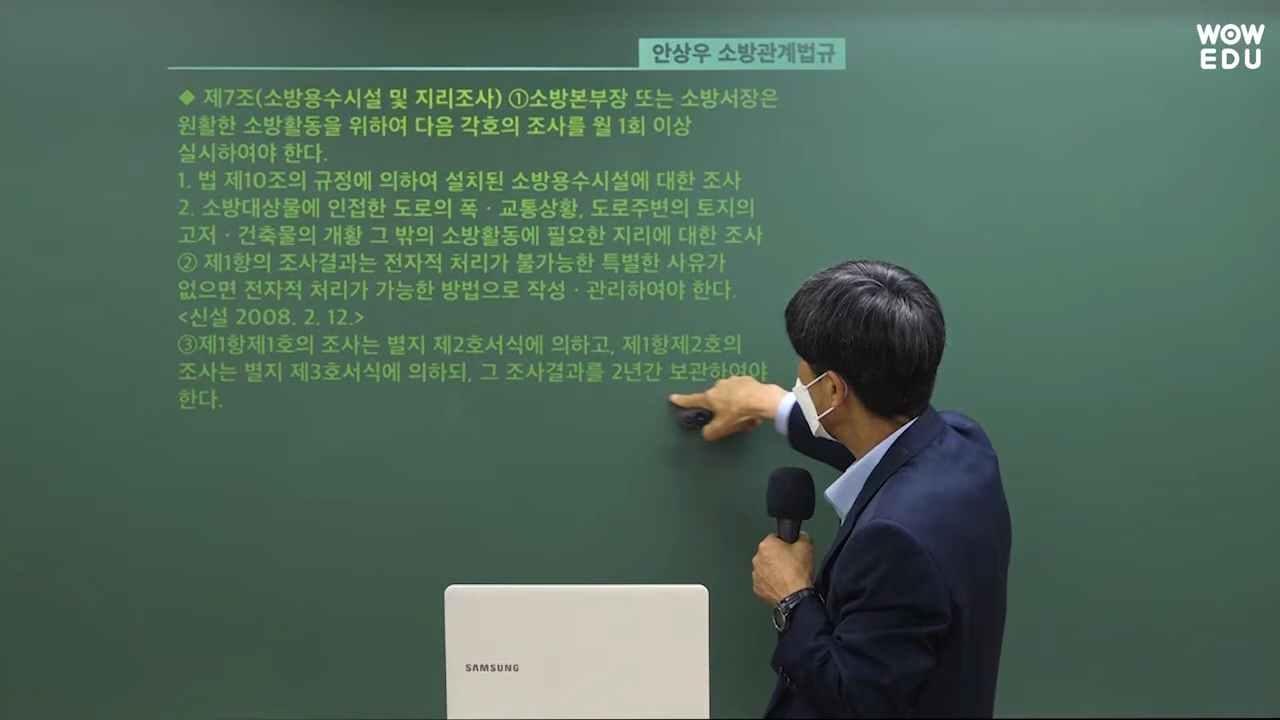 WOW
EDU
안상우 소방관계법규
◆ 제7조(소방용수시설 및 지리조사) ①소방본부장 또는 소방서장은
원활한 소방활동을 위하여 다음 각호의 조사를 월 1회 이상
실시하여야 한다.
1. 법 제10조의 규정에 의하여 설치된 소방용수시설에 대한 조사
2. 소방대상물에 인접한 도로의 폭 · 교통상황, 도로주변의 토지의
고저 · 건축물의 개황 그 밖의 소방활동에 필요한 지리에 대한 조사
② 제1항의 조사결과는 전자적 처리가 불가능한 특별한 사유가
없으면 전자적 처리가 가능한 방법으로 작성 · 관리하여야 한다.
<신설 2008. 2. 12.>
③제1항제1호의 조사는 별지 제2호서식에 의하고, 제1항제2호의
조사는 별지 제3호서식에 의하되, 그 조사결과를 2년간 보관하여야
한다.
SAMSUNG